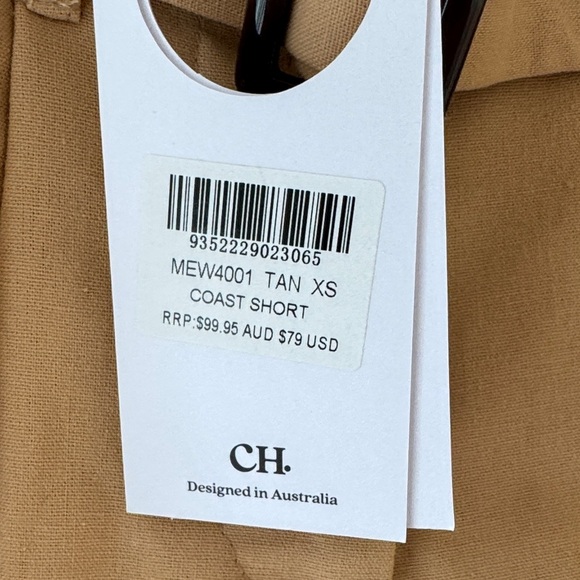 9352229023065
MEW4001 TAN XS
COAST SHORT
RRP:$99.95 AUD $79 USD
CH.
Designed in Australia